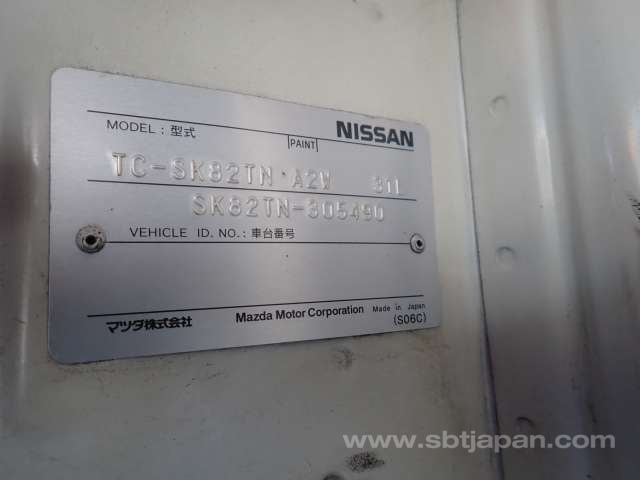 NISSAN
MODEL : 型式
PAINT
TC-SK82TN·A2W 31L
SK82TN-305490
VEHICLE ID. NO. : 車台番号
マツダ株式会社 Mazda Motor Corporation Made in Japan
(S06C)
www.sbtjapan.com